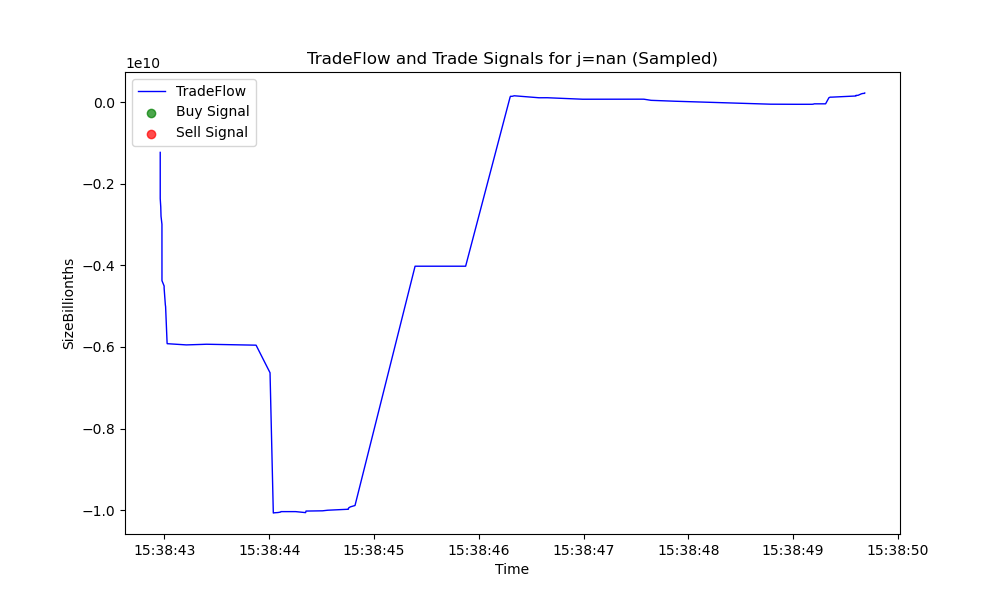 TradeFlow and Trade Signals for j=nan (Sampled)
1e10
TradeFlow
Buy Signal
Sell Signal
0.0
−0.2
−0.4
−0.6
−0.8
−1.0
SizeBillionths
15:38:43 15:38:44 15:38:45 15:38:46 15:38:47 15:38:48 15:38:49 15:38:50
Time